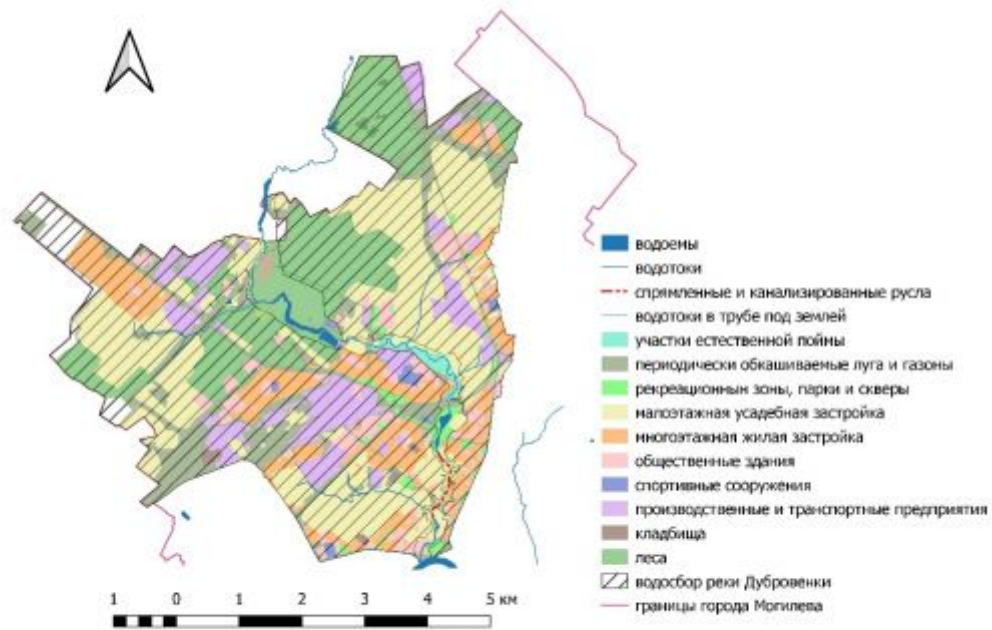 водоемы
водотоки
спрямленные и канализированные русла
водотоки в трубе под землей
участки естественной поймы
периодически обкашиваемые луга и газоны
рекреационнын зоны, парки и скверы
малоэтажная усадебная застройка
многоэтажная жилая застройка
общественные здания
спортивные сооружения
производственные и транспортные предприятия
кладбища
леса
водосбор реки Дубровенки
границы города Могилева
1 0 1 2 3 4 5 км